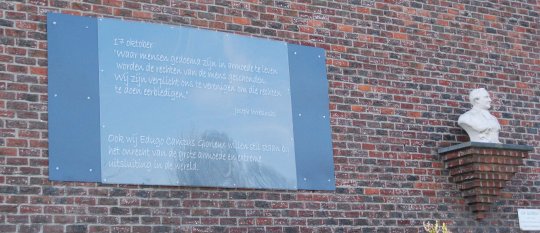 17 oktober:
'Waar mensen gedoemd zijn in armoede te leven
worden de rechten van de mens geschonden.
Wij zijn verplicht ons te verenigen om die rechten
te doen eerbiedigen.'
Joseph Wresinski
Ook wij Edugo Campus Glorieux willen stil staan bij
het onrecht van de grote armoede en extreme
uitsluiting in de wereld.